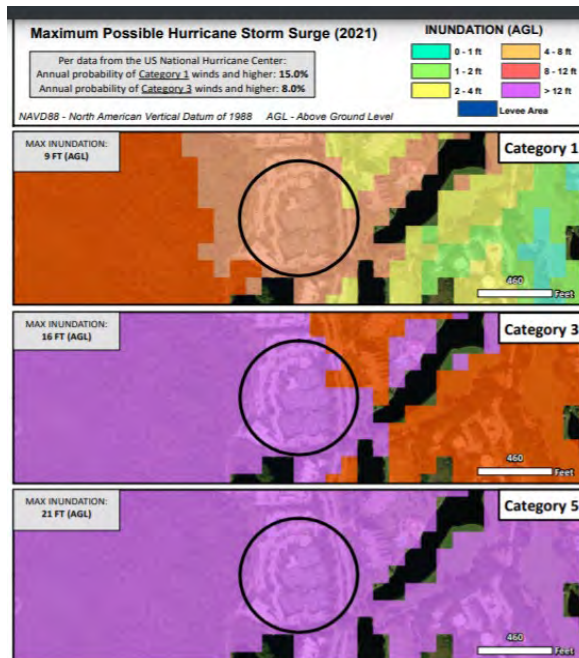 Maximum Possible Hurricane Storm Surge (2021)
Per data from the US National Hurricane Center:
Annual probability of Category 1 winds and higher: 15.0%
Annual probability of Category 3 winds and higher: 8.0%
NAVD88 - North American Vertical Datum of 1988 AGL - Above Ground Level
INUNDATION (AGL)
0 - 1 ft
4 - 8 ft
1 - 2 ft
8 - 12 ft
2 - 4 ft
>12 ft
Levee Area
MAX INUNDATION:
9 FT (AGL)
Category 1
460
Feet
MAX INUNDATION:
16 FT (AGL)
Category 3
460
Feet
MAX INUNDATION:
21 FT (AGL)
Category 5
460
Feet